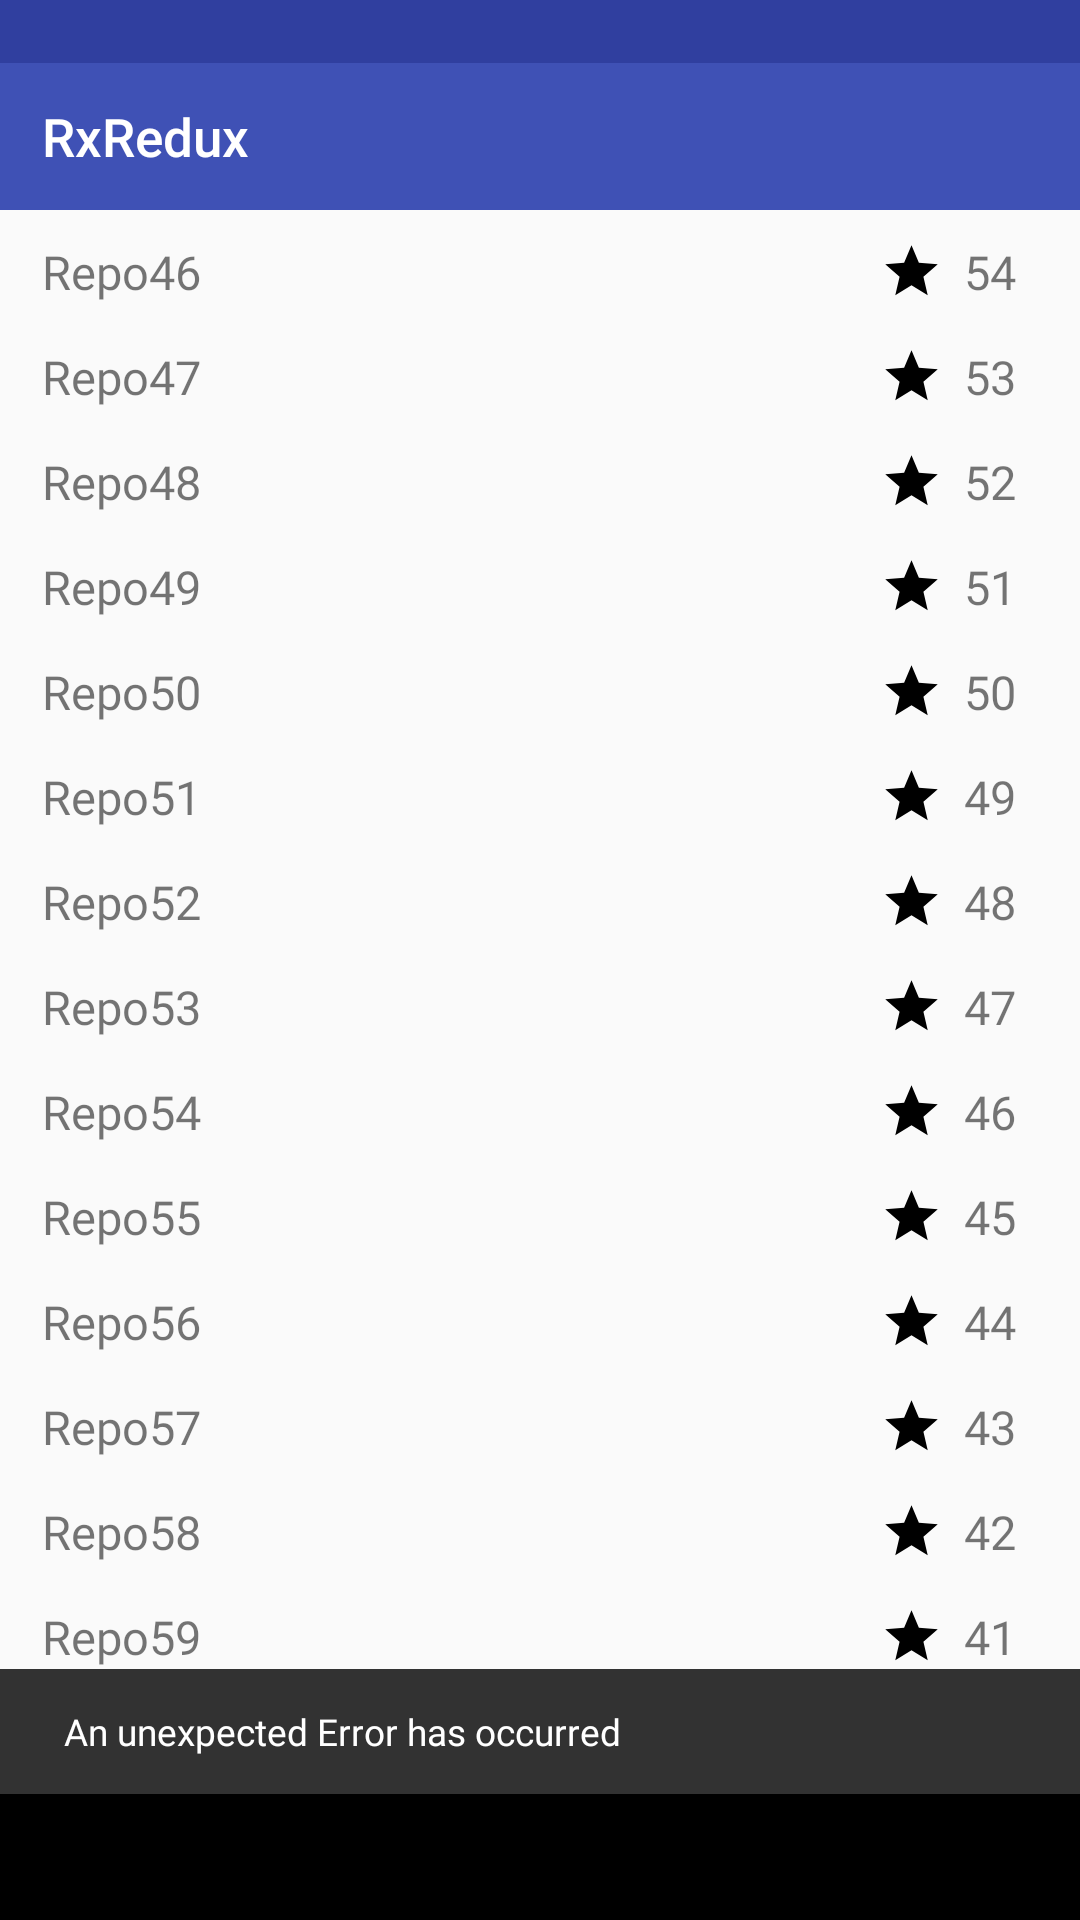 RxRedux
Repo46 54
Repo47 53
Repo48 52
Repo49 51
Repo50 50
Repo51 49
Repo52 48
Repo53 47
Repo54 46
Repo55 45
Repo56 44
Repo57 43
Repo58 42
Repo59 41
An unexpected Error has occurred